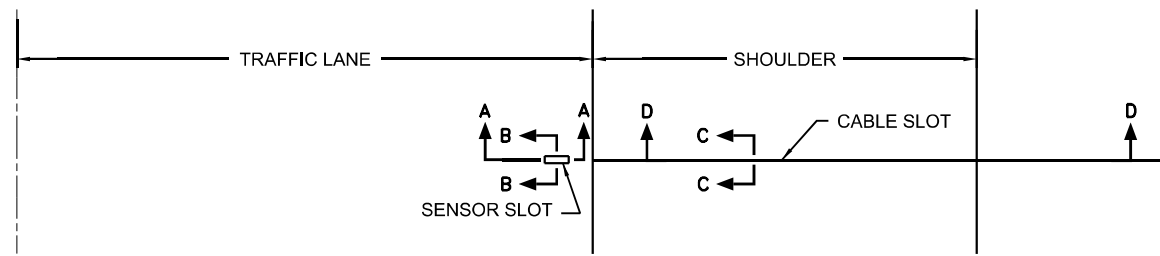 TRAFFIC LANE
SHOULDER
A
A
D
D
B
C
CABLE SLOT
B
C
SENSOR SLOT